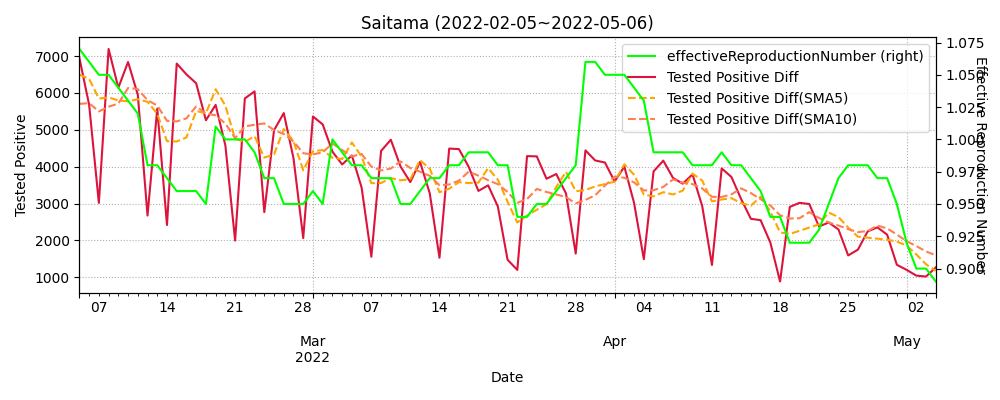 Saitama (2022-02-05~2022-05-06)
effectiveReproductionNumber (right)
Tested Positive Diff
Tested Positive Diff(SMA5)
Tested Positive Diff(SMA10)
Tested Positive
7000
6000
5000
4000
3000
2000
1000
1.075
1.050
1.025
1.000
0.975
0.950
0.925
0.900
Effective Reproduction Number
07 14 21 28 07 14 21 28 04 11 18 25 02
Mar Apr May
2022
Date